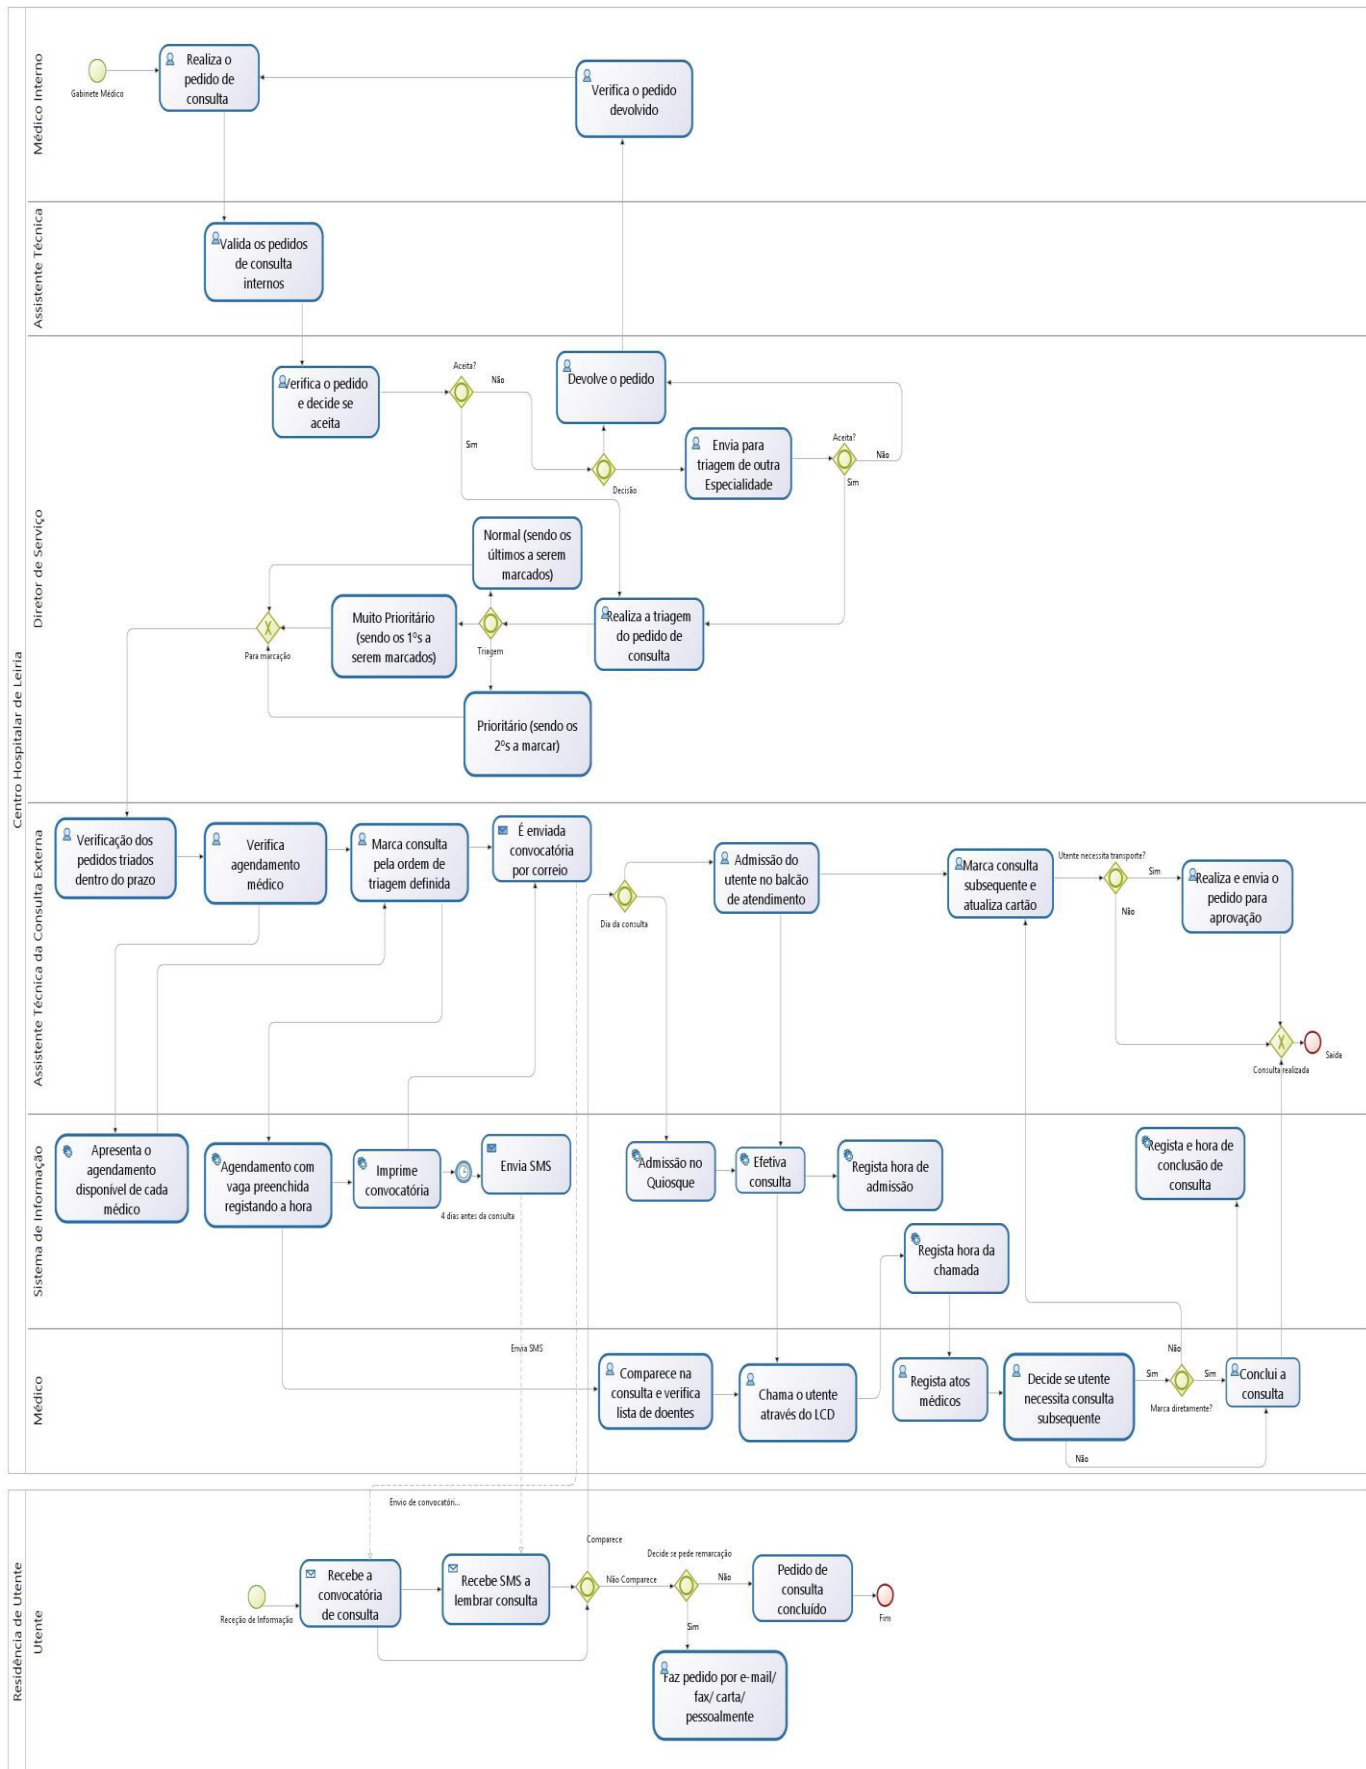 Centro Hospitalar de Leiria
Médico Interno
Gabinete Médico
Realiza o
pedido de
consulta
Verifica o pedido
devolvido
Assistente Técnica
Valida os pedidos
de consulta
internos
Diretor de Serviço
Verifica o pedido
e decide se
aceita
Aceita?
Não
Sim
Devolve o pedido
Decisão
Envia para
triagem de outra
Especialidade
Aceita?
Não
Sim
Normal (sendo os
últimos a serem
marcados)
Muito Prioritário
(sendo os 1ºs a
serem marcados)
Para marcação
Triagem
Realiza a triagem
do pedido de
consulta
Prioritário (sendo os
2ºs a marcar)
Assistente Técnica da Consulta Externa
Verificação dos
pedidos triados
dentro do prazo
Verifica
agendamento
médico
Marca consulta
pela ordem de
triagem definida
É enviada
convocatória
por correio
Dia da consulta
Admissão do
utente no balcão
de atendimento
Marca consulta
subsequente e
atualiza cartão
Utente necessita transporte?
Sim
Não
Realiza e envia o
pedido para
aprovação
Consulta realizada
Saida
Sistema de Informação
Apresenta o
agendamento
disponível de cada
médico
Agendamento com
vaga preenchida
registando a hora
Imprime
convocatória
4 dias antes da consulta
Envia SMS
Admissão no
Quiosque
Efetiva
consulta
Regista hora de
admissão
Regista hora da
chamada
Regista e hora de
conclusão de
consulta
Médico
Envia SMS
Comparece na
consulta e verifica
lista de doentes
Chama o utente
através do LCD
Regista atos
médicos
Decide se utente
necessita consulta
subsequente
Sim
Não
Não
Marca diretamente?
Sim
Conclui a
consulta
Residência de Utente
Utente
Envio de convocatóri...
Receção de Informação
Recebe a
convocatória
de consulta
Recebe SMS a
lembrar consulta
Comparece
Não Comparece
Decide se pede remarcação
Não
Sim
Pedido de
consulta
concluído
Fim
Faz pedido por e-mail/
fax/ carta/
pessoalmente